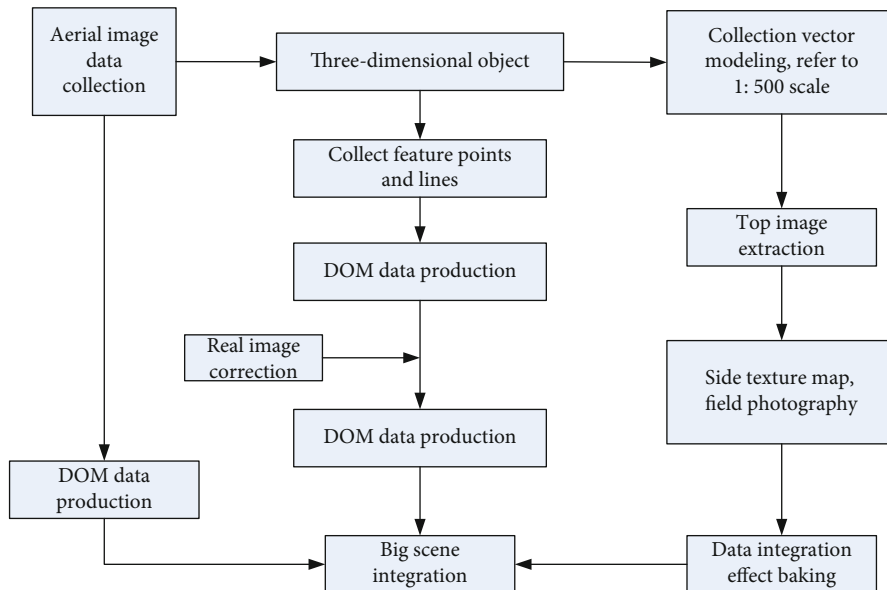 Aerial image
data
collection
Three-dimensional object
Collection vector
modeling, refer to
1: 500 scale
Collect feature points
and lines
Top image
extraction
DOM data production
Real image
correction
Side texture map,
field photography
DOM data production
DOM data
production
Big scene
integration
Data integration
effect baking